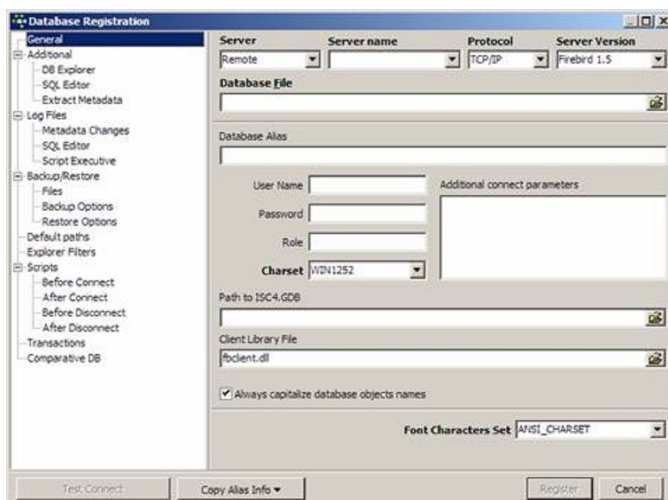 Database Registration
General
Additional
DB Explorer
SQL Editor
Extract Metadata
Log Files
Metadata Changes
SQL Editor
Script Executive
Backup/Restore
Files
Backup Options
Restore Options
Default paths
Explorer Filters
Scripts
Before Connect
After Connect
Before Disconnect
After Disconnect
Transactions
Comparative DB
Server Server name Protocol Server Version
Remote TCP/IP Firebird 1.5
Database File
Database Alias
User Name Additional connect parameters
Password
Role
Charset WIN1252
Path to ISC4.GDB
Client Library File
fbclient.dll
Always capitalize database objects names
Font Characters Set ANSI_CHARSET
Test Connect Copy Alias Info Register Cancel